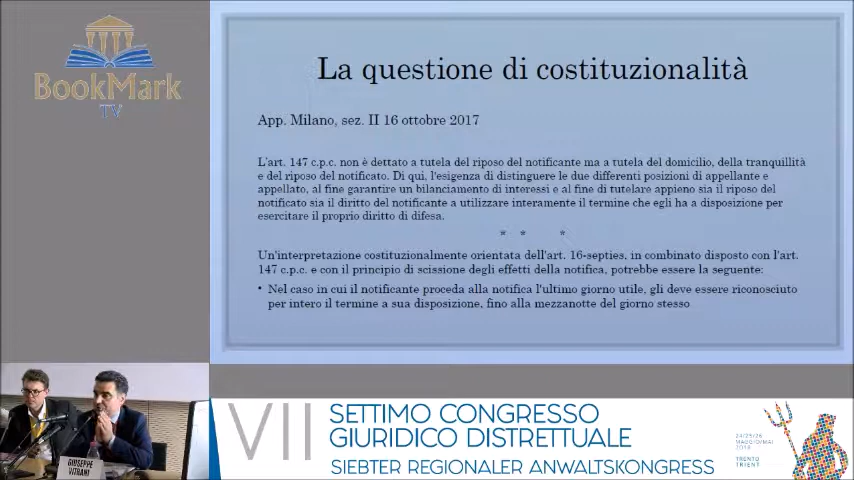 BookMark
TV
La questione di costituzionalità
App. Milano, sez. II 16 ottobre 2017
L'art. 147 c.p.c. non è dettato a tutela del riposo del notificante ma a tutela del domicilio, della tranquillità
e del riposo del notificato. Di qui, l'esigenza di distinguere le due differenti posizioni di appellante e
appellato, al fine garantire un bilanciamento di interessi e al fine di tutelare appieno sia il riposo del
notificato sia il diritto del notificante a utilizzare interamente il termine che egli ha a disposizione per
esercitare il proprio diritto di difesa.
* * *
Un'interpretazione costituzionalmente orientata dell'art. 16-septies, in combinato disposto con l'art.
147 c.p.c. e con il principio di scissione degli effetti della notifica, potrebbe essere la seguente:
• Nel caso in cui il notificante proceda alla notifica l'ultimo giorno utile, gli deve essere riconosciuto
per intero il termine a sua disposizione, fino alla mezzanotte del giorno stesso
GIUSEPPE
VITRANI
VII
SETTIMO CONGRESSO
GIURIDICO DISTRETTUALE
SIEBTER REGIONALER ANWALTSKONGRESS
24/25/26
MAGGIO/MAI
2018
TRENTO
TRIENT